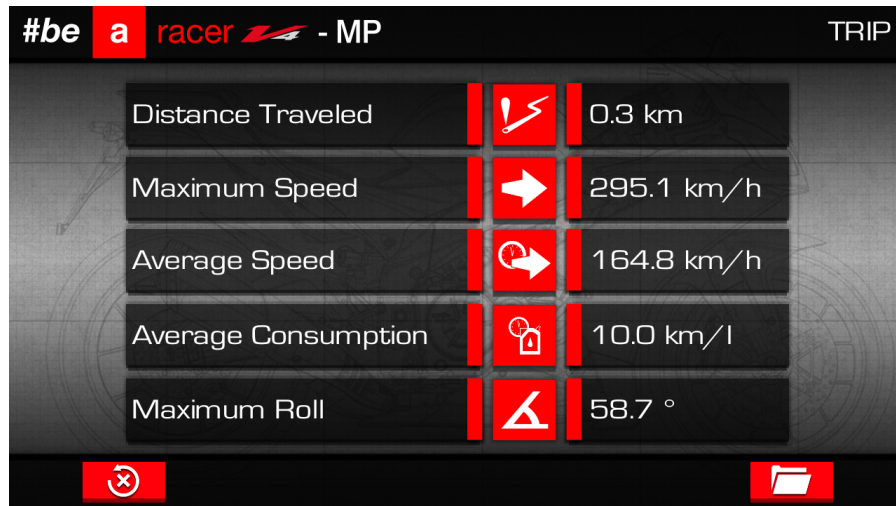 #be a racer V4 - MP TRIP
Distance Traveled 0.3 km
Maximum Speed 295.1 km/h
Average Speed 164.8 km/h
Average Consumption 10.0 km/l
Maximum Roll 58.7 °